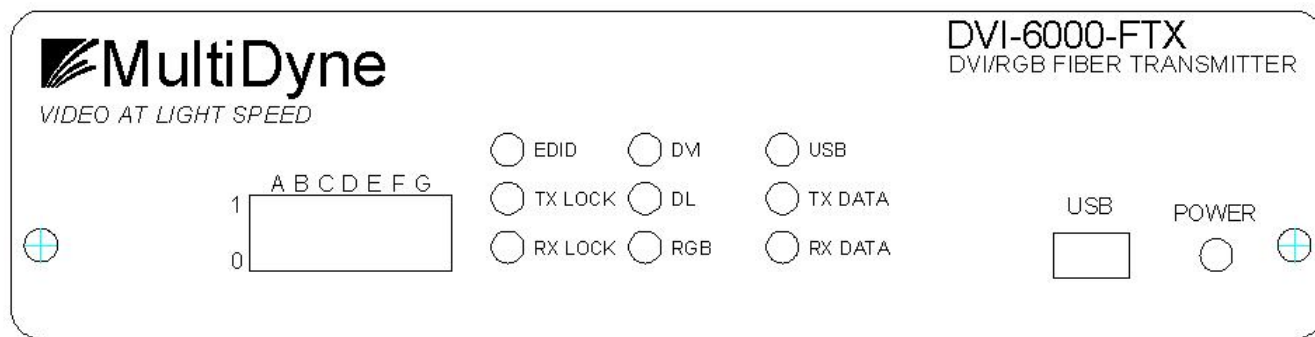 MultiDyne
VIDEO AT LIGHT SPEED
DVI-6000-FTX
DVI/RGB FIBER TRANSMITTER
A B C D E F G
1
0
EDID DVI USB
TX LOCK DL TX DATA
RX LOCK RGB RX DATA
USB
POWER